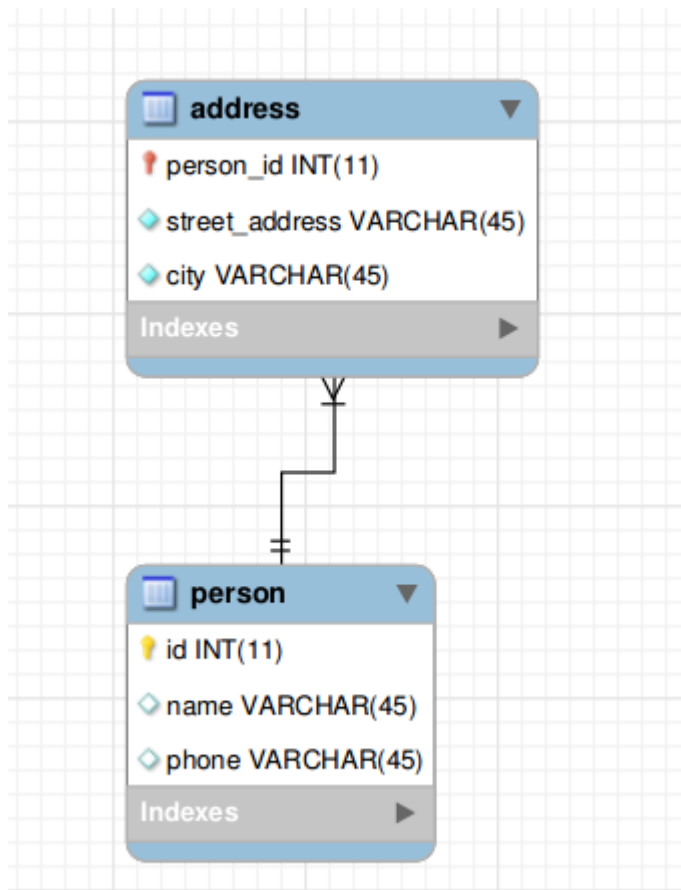 address
person_id INT(11)
street_address VARCHAR(45)
city VARCHAR(45)
Indexes
person
id INT(11)
name VARCHAR(45)
phone VARCHAR(45)
Indexes